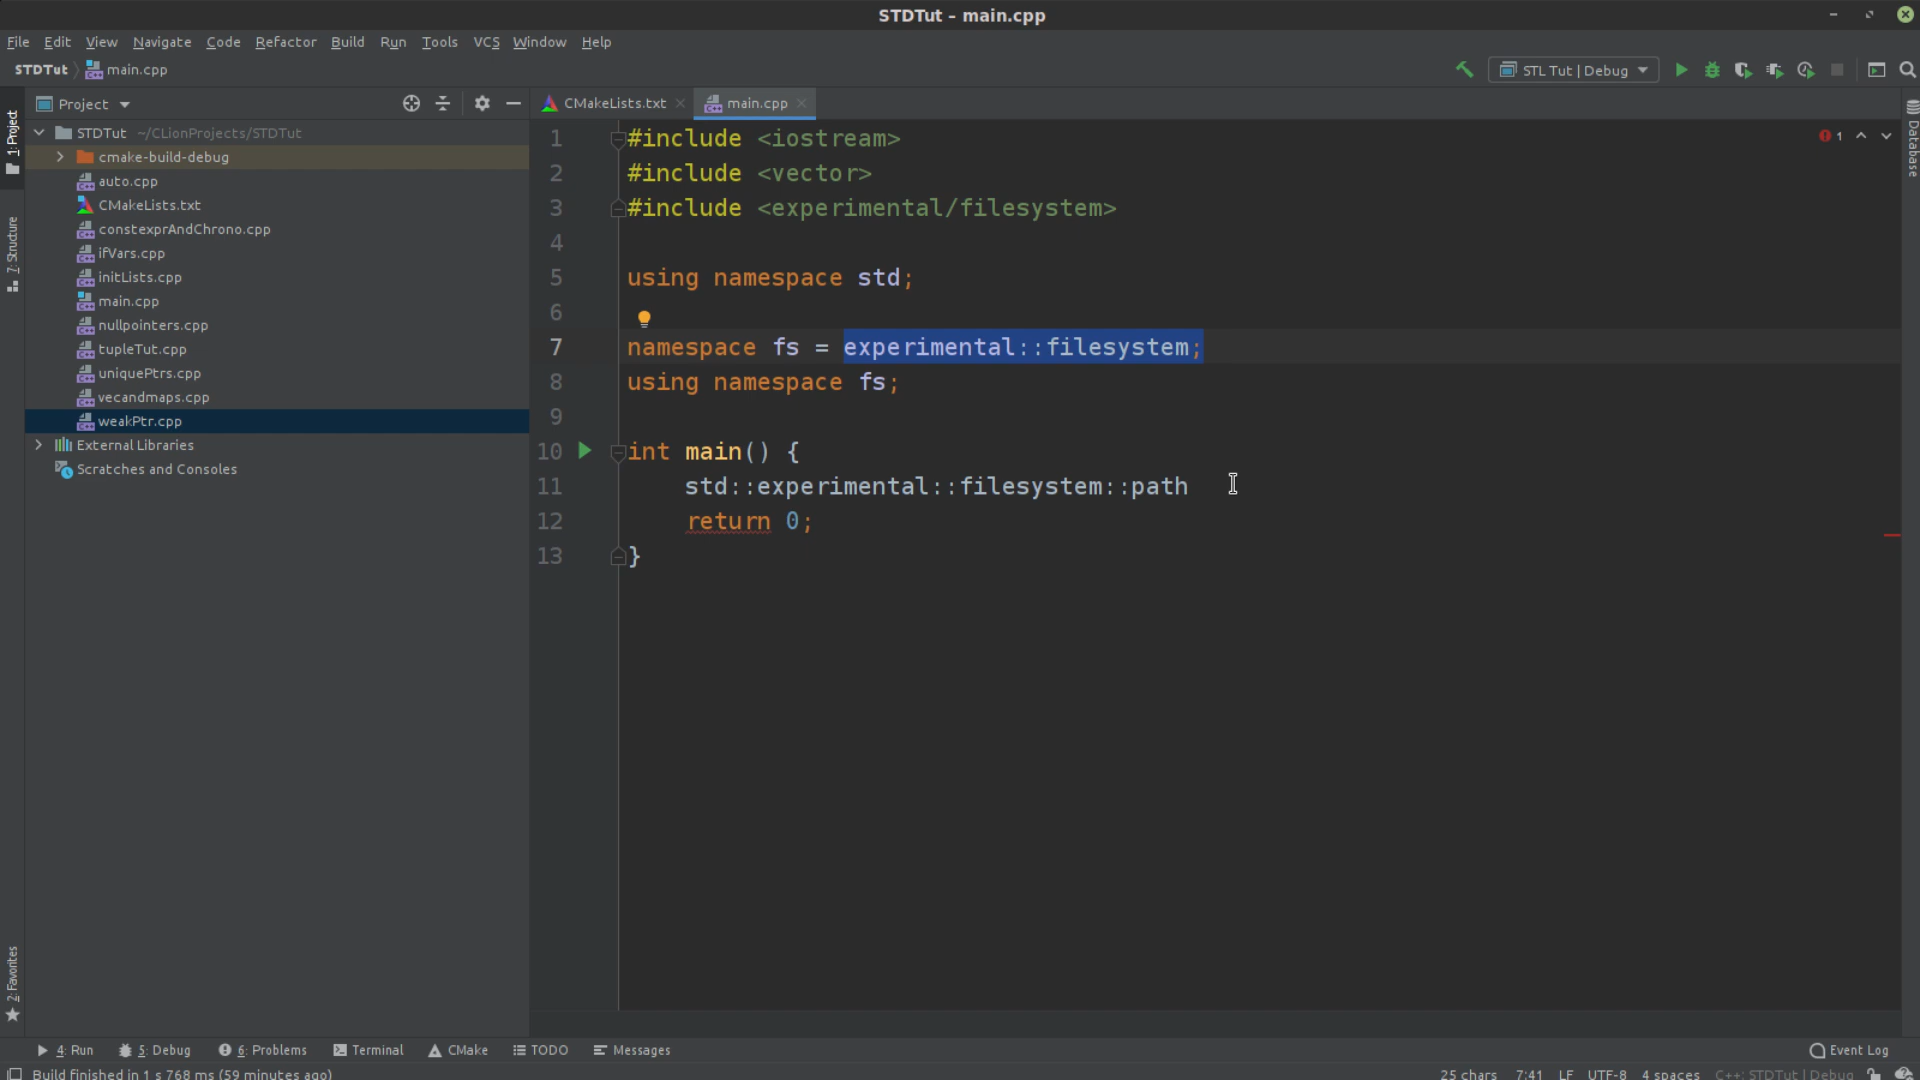 STDTut – main.cpp
File Edit View Navigate Code Refactor Build Run Tools VCS Window Help
STDTut main.cpp
STL Tut | Debug
1: Project
7: Structure
2: Favorites
Project
STDTut ~/CLionProjects/STDTut
cmake-build-debug
auto.cpp
CMakeLists.txt
constexprAndChrono.cpp
ifVars.cpp
initLists.cpp
main.cpp
nullpointers.cpp
tupleTut.cpp
uniquePtrs.cpp
vecandmaps.cpp
weakPtr.cpp
External Libraries
Scratches and Consoles
CMakeLists.txt main.cpp
1 #include <iostream>
2 #include <vector>
3 #include <experimental/filesystem>
4
5 using namespace std;
6
7 namespace fs = experimental::filesystem;
8 using namespace fs;
9
10 int main() {
11 std::experimental::filesystem::path
12 return 0;
13 }
1
Database
4: Run 5: Debug 6: Problems Terminal CMake TODO Messages Event Log
Build finished in 1 s 768 ms (59 minutes ago) 25 chars 7:41 LF UTF-8 4 spaces C++: STDTut | Debug